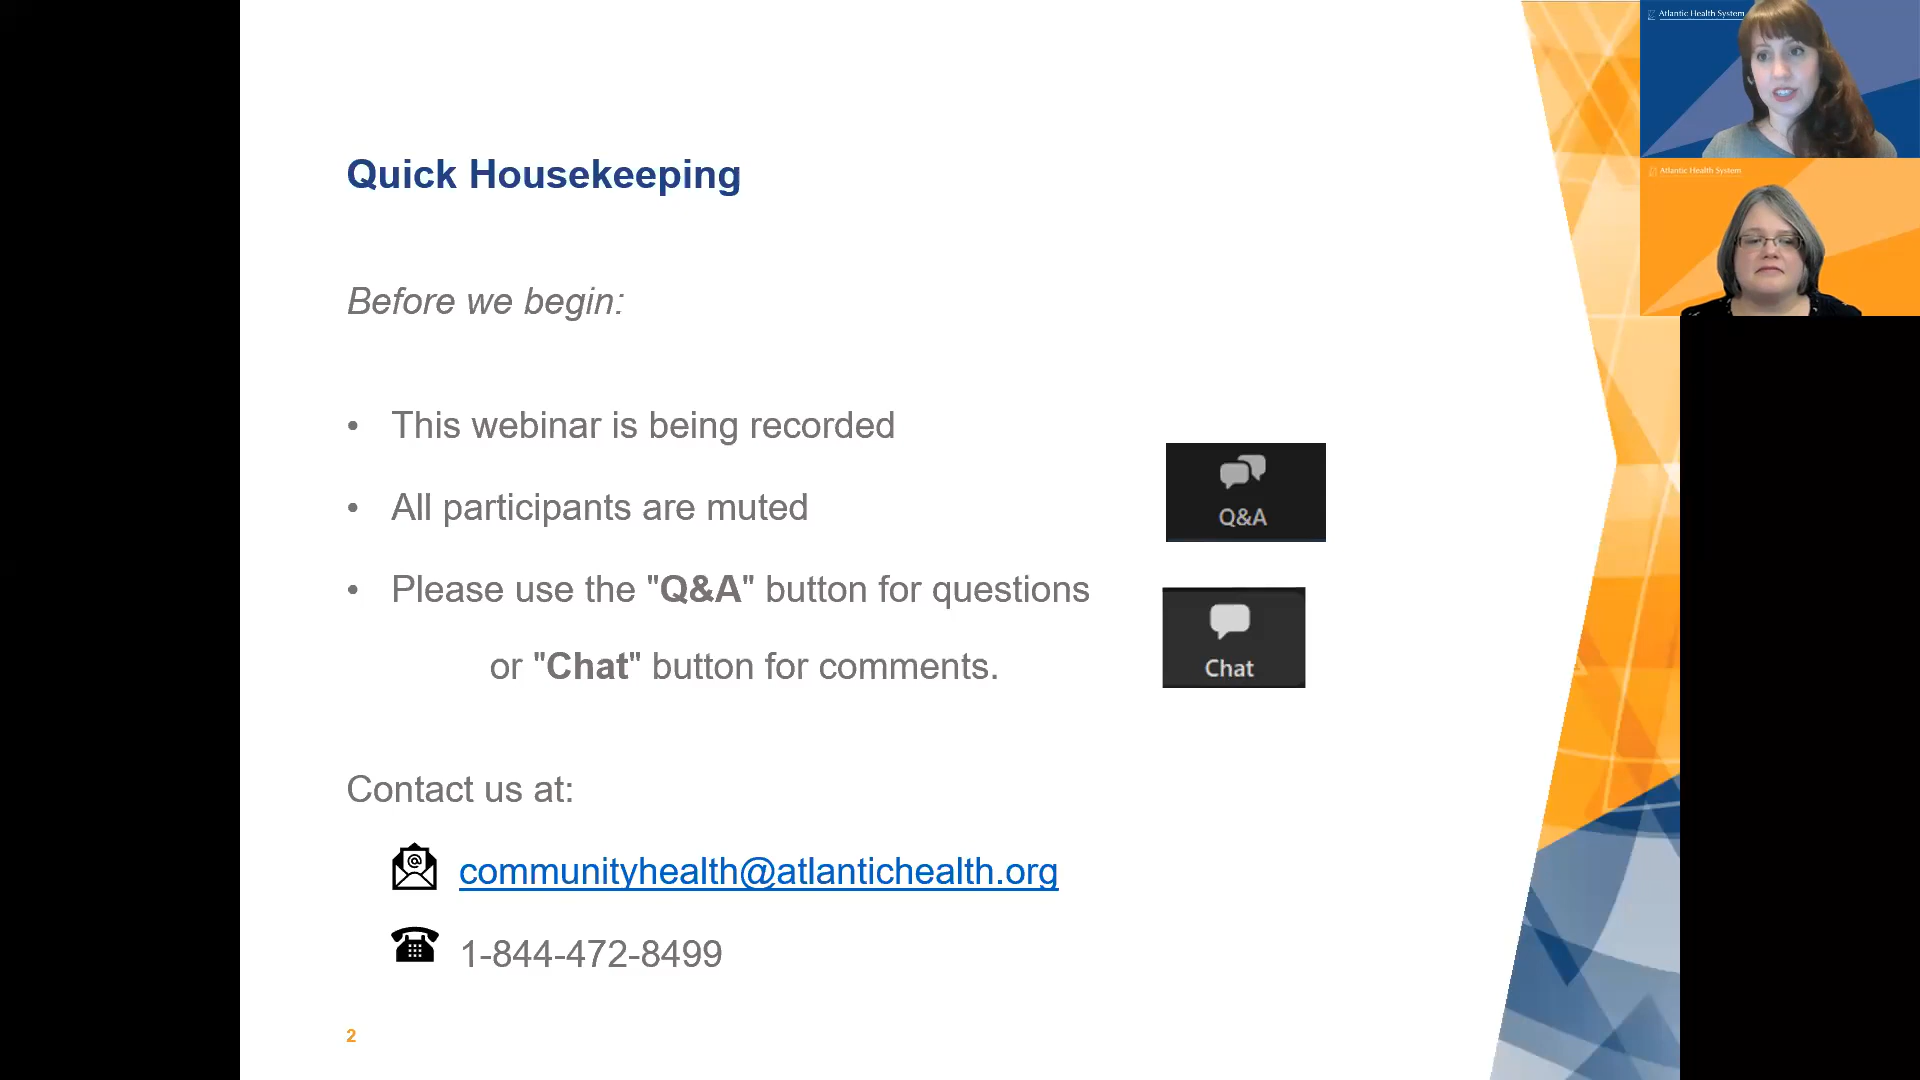 Atlantic Health System
Atlantic Health System
Quick Housekeeping
Before we begin:
• This webinar is being recorded
• All participants are muted
• Please use the "Q&A" button for questions
or "Chat" button for comments.
Q&A
Chat
Contact us at:
@
communityhealth@atlantichealth.org
1-844-472-8499
2